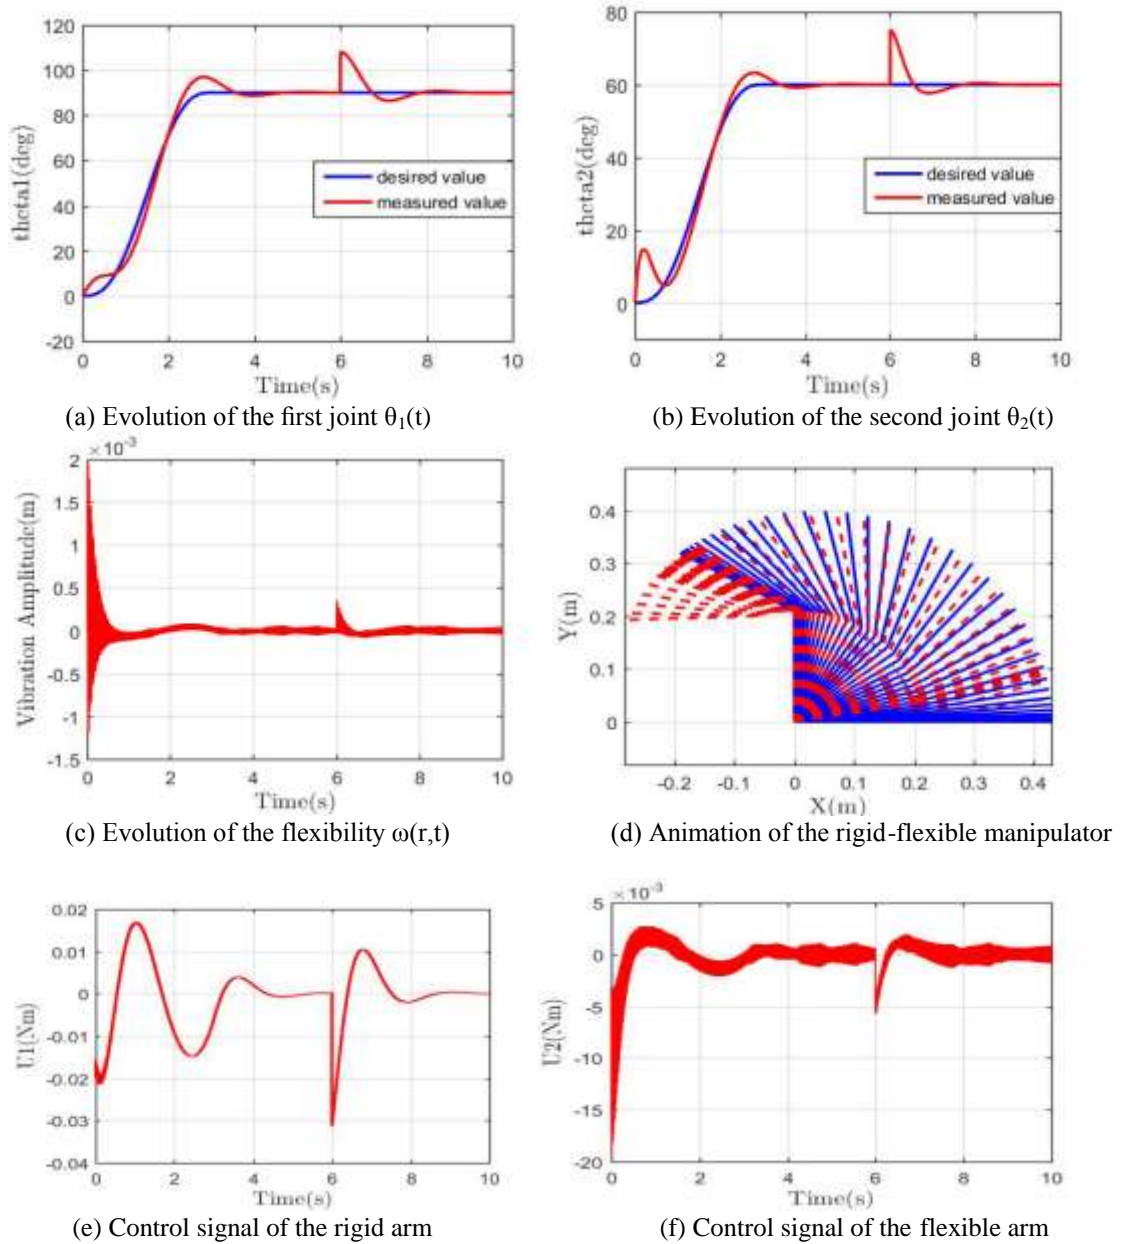 120
100
80
60
40
20
0
-20
0 2 4 6 8 10
theta1(deg)
Time(s)
desired value
measured value
80
60
40
20
0
0 2 4 6 8 10
theta2(deg)
Time(s)
desired value
measured value
(a) Evolution of the first joint θ₁(t)
(b) Evolution of the second joint θ₂(t)
×10⁻³
2
1.5
1
0.5
0
-0.5
-1
-1.5
0 2 4 6 8 10
Vibration Amplitude(m)
Time(s)
0.4
0.3
0.2
0.1
0
-0.2 -0.1 0 0.1 0.2 0.3 0.4
Y(m)
X(m)
(c) Evolution of the flexibility ω(r,t)
(d) Animation of the rigid-flexible manipulator
0.02
0.01
0
-0.01
-0.02
-0.03
-0.04
0 2 4 6 8 10
U1(Nm)
Time(s)
×10⁻³
5
0
-5
-10
-15
-20
0 2 4 6 8 10
U2(Nm)
Time(s)
(e) Control signal of the rigid arm
(f) Control signal of the flexible arm